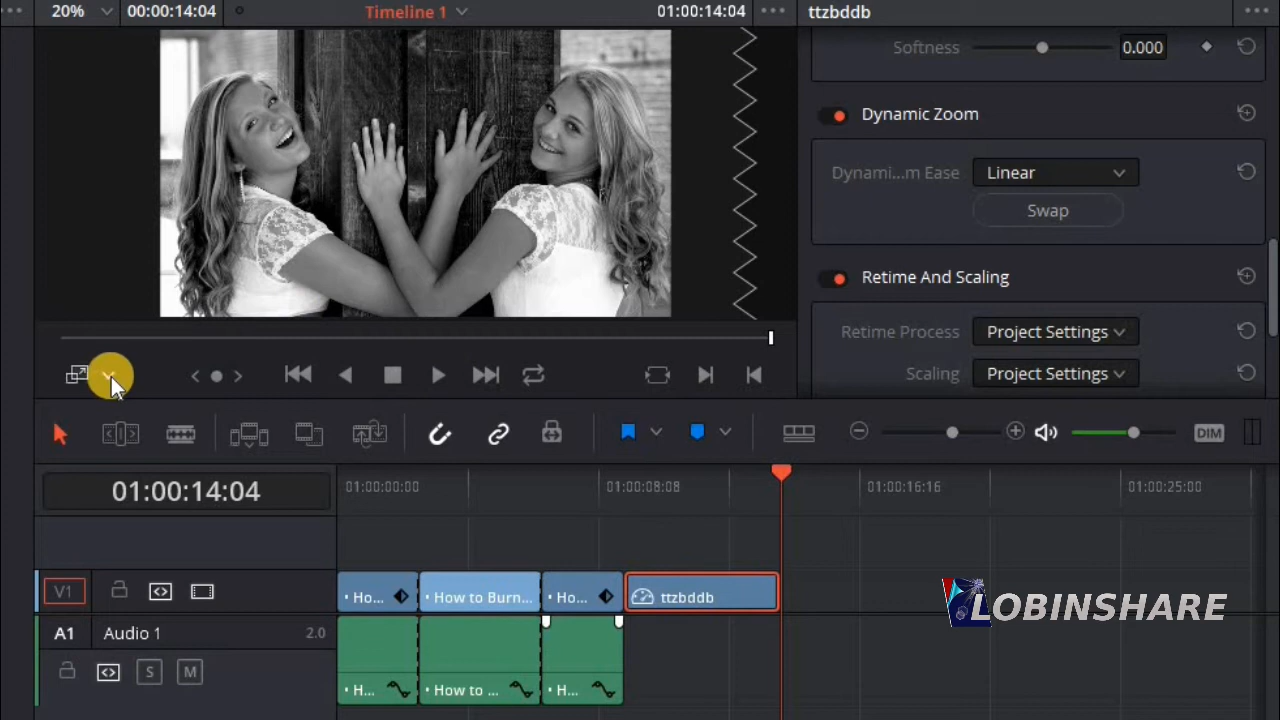 20%
00:00:14:04
Timeline 1
01:00:14:04
ttzbddb
Softness
0.000
Dynamic Zoom
Dynami...m Ease
Linear
Swap
Retime And Scaling
Retime Process
Project Settings
Scaling
Project Settings
DIM
01:00:14:04
01:00:00:00
01:00:08:08
01:00:16:16
01:00:25:00
V1
Ho...
How to Burn...
Ho...
ttzbddb
LOBINSHARE
A1
Audio 1
2.0
S
M
H...
How to ...
H...